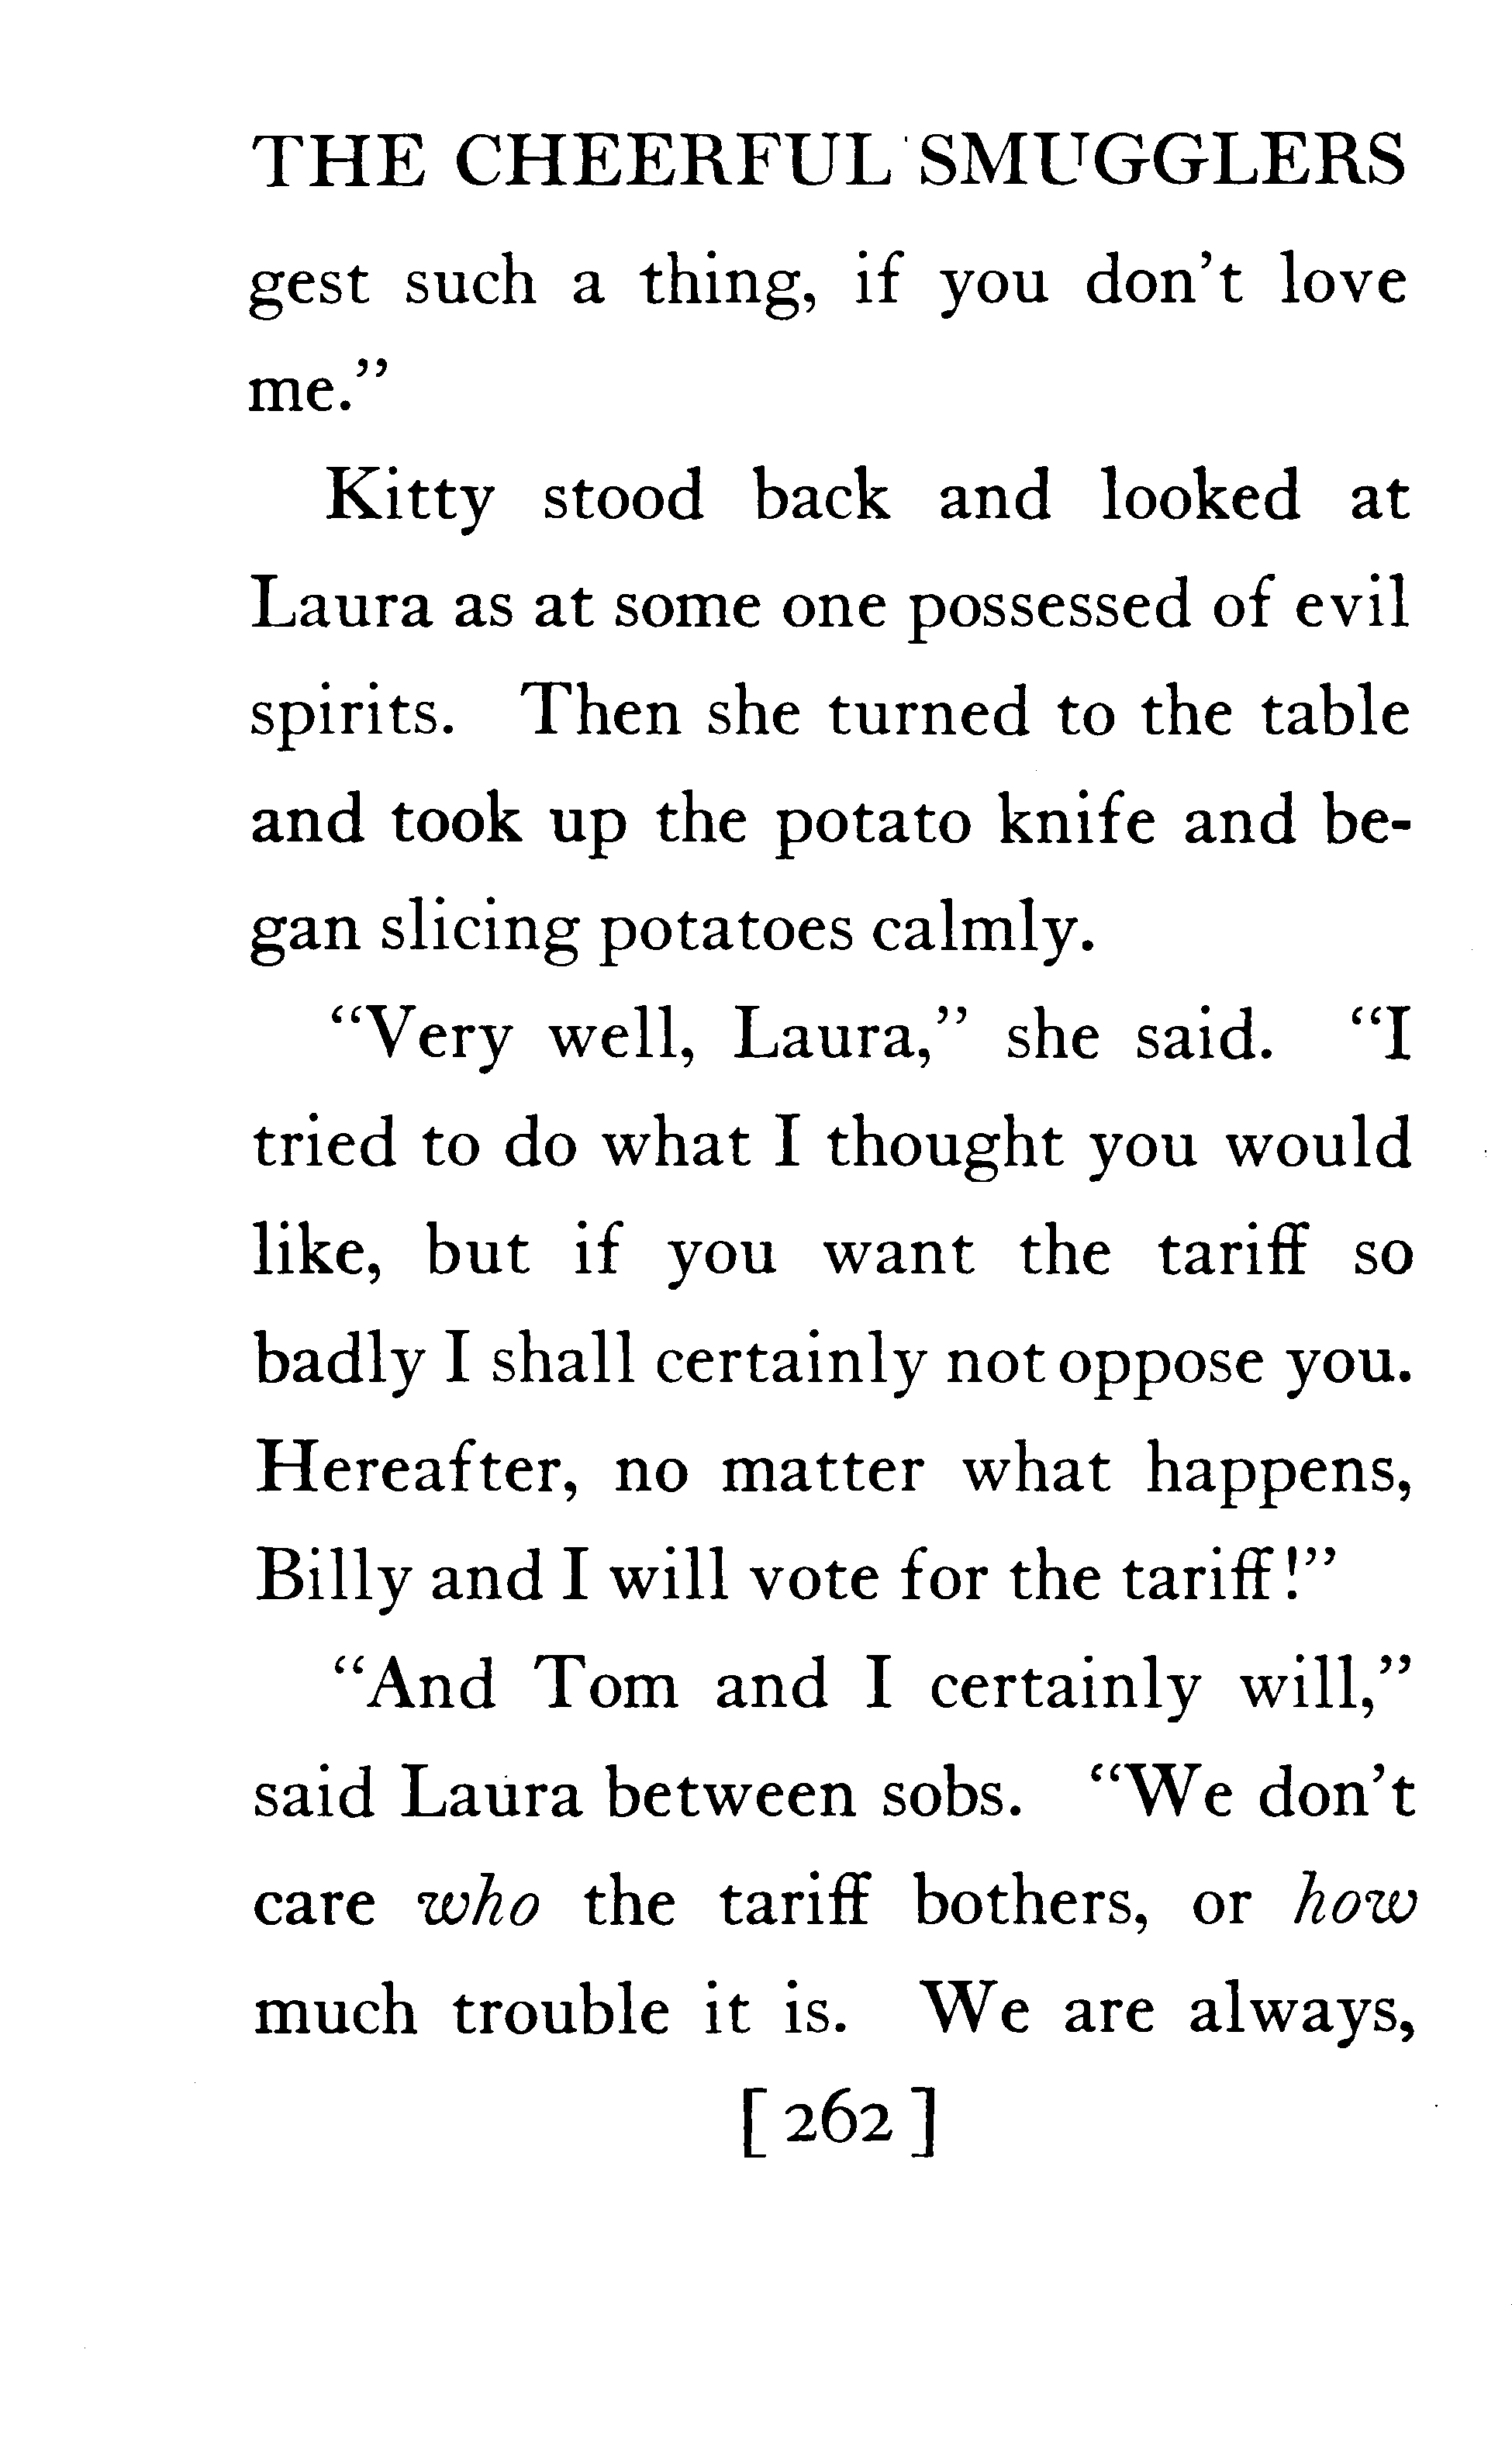 THE CHEERFUL SMUGGLERS
gest such a thing, if you don't love
me."
Kitty stood back and looked at
Laura as at some one possessed of evil
spirits. Then she turned to the table
and took up the potato knife and be-
gan slicing potatoes calmly.
"Very well, Laura," she said. "I
tried to do what I thought you would
like, but if you want the tariff so
badly I shall certainly not oppose you.
Hereafter, no matter what happens,
Billy and I will vote for the tariff!"
"And Tom and I certainly will,"
said Laura between sobs. "We don't
care who the tariff bothers, or how
much trouble it is. We are always,
[262]